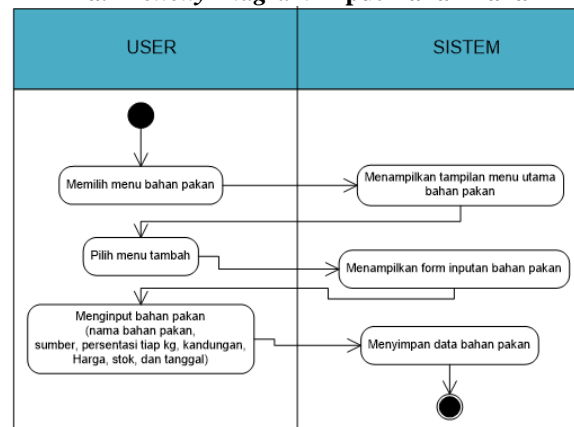 USER
SISTEM
Memilih menu bahan pakan
Menampilkan tampilan menu utama
bahan pakan
Pilih menu tambah
Menampilkan form inputan bahan pakan
Menginput bahan pakan
(nama bahan pakan,
sumber, persentasi tiap kg, kandungan,
Harga, stok, dan tanggal)
Menyimpan data bahan pakan